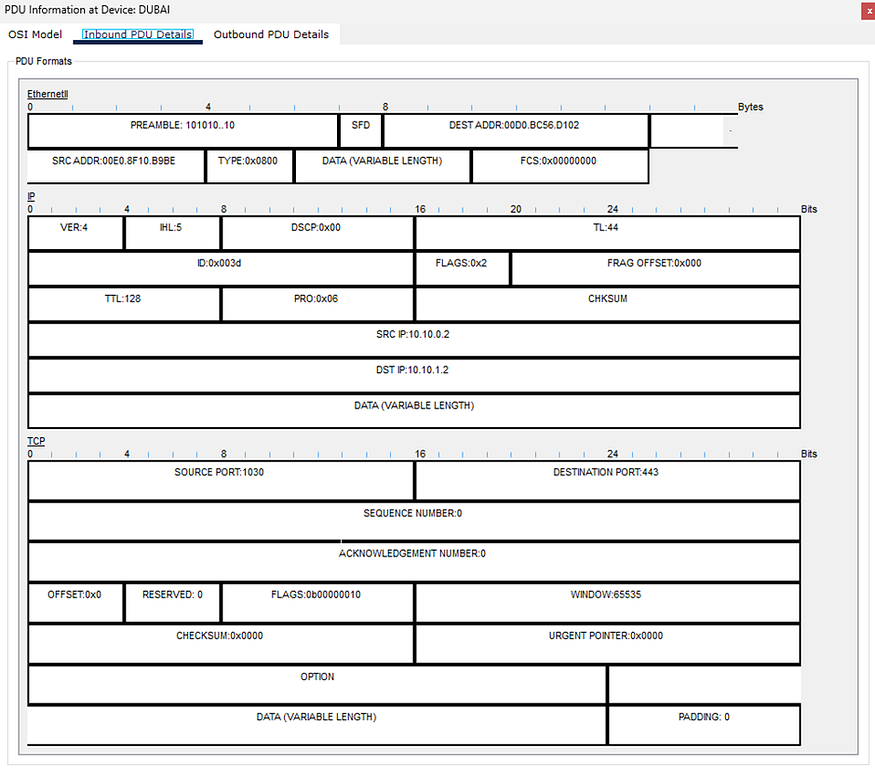 PDU Information at Device: DUBAI
x
OSI Model Inbound PDU Details Outbound PDU Details
PDU Formats
EthernetII
0 4 8 Bytes
PREAMBLE: 101010..10 SFD DEST ADDR:00D0.BC56.D102
SRC ADDR:00E0.8F10.B9BE TYPE:0x0800 DATA (VARIABLE LENGTH) FCS:0x00000000
IP
0 4 8 16 20 24 Bits
VER:4 IHL:5 DSCP:0x00 TL:44
ID:0x003d FLAGS:0x2 FRAG OFFSET:0x000
TTL:128 PRO:0x06 CHKSUM
SRC IP:10.10.0.2
DST IP:10.10.1.2
DATA (VARIABLE LENGTH)
TCP
0 4 8 16 24 Bits
SOURCE PORT:1030 DESTINATION PORT:443
SEQUENCE NUMBER:0
ACKNOWLEDGEMENT NUMBER:0
OFFSET:0x0 RESERVED: 0 FLAGS:0b00000010 WINDOW:65535
CHECKSUM:0x0000 URGENT POINTER:0x0000
OPTION
DATA (VARIABLE LENGTH) PADDING: 0